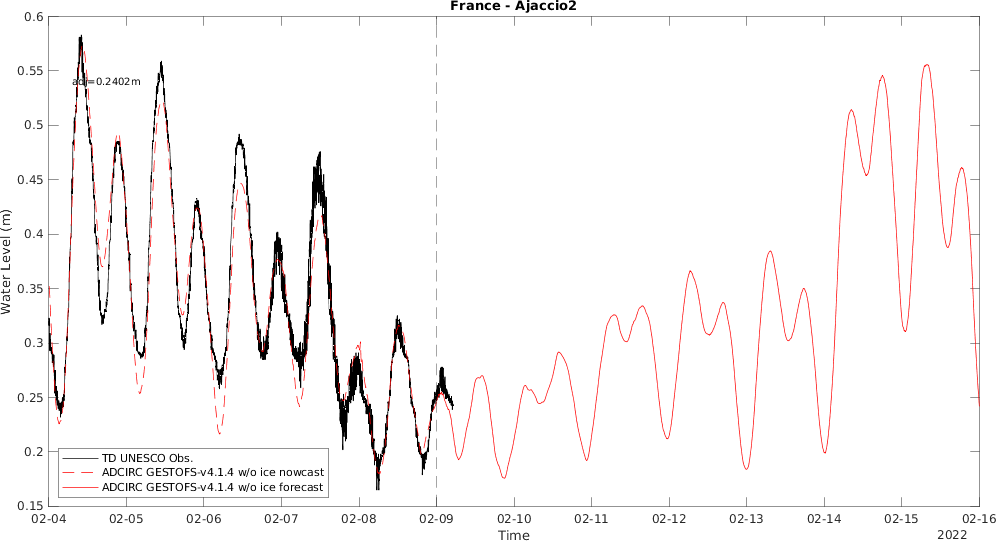 France - Ajaccio2
0.6
0.55
0.5
0.45
0.4
0.35
0.3
0.25
0.2
0.15
Water Level (m)
adj=0.2402m
TD UNESCO Obs.
ADCIRC GESTOFS-v4.1.4 w/o ice nowcast
ADCIRC GESTOFS-v4.1.4 w/o ice forecast
02-04 02-05 02-06 02-07 02-08 02-09 02-10 02-11 02-12 02-13 02-14 02-15 02-16
Time
2022